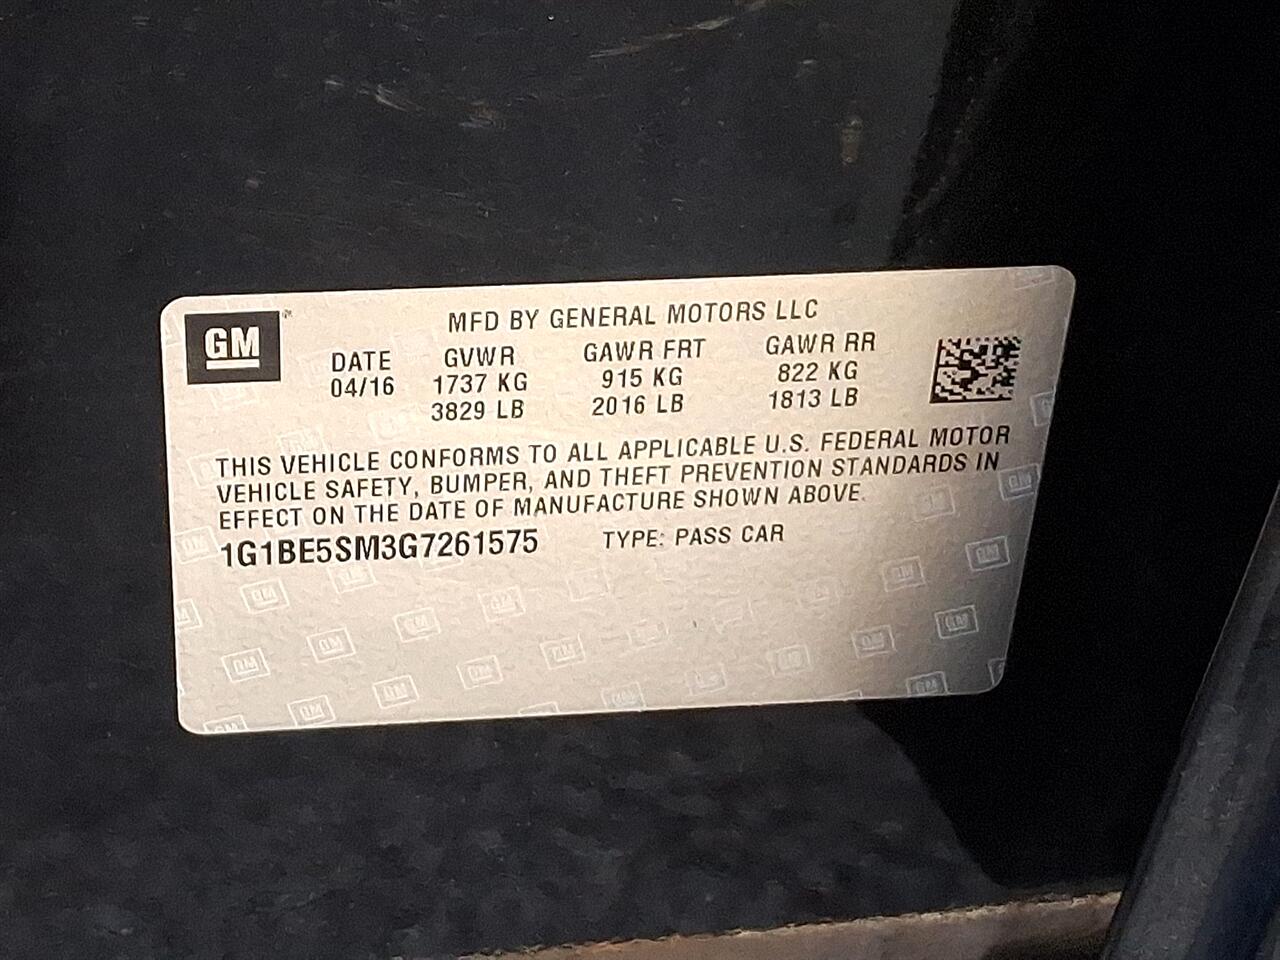 GM
MFD BY GENERAL MOTORS LLC
DATE GVWR GAWR FRT GAWR RR
04/16 1737 KG 915 KG 822 KG
3829 LB 2016 LB 1813 LB
THIS VEHICLE CONFORMS TO ALL APPLICABLE U.S. FEDERAL MOTOR
VEHICLE SAFETY, BUMPER, AND THEFT PREVENTION STANDARDS IN
EFFECT ON THE DATE OF MANUFACTURE SHOWN ABOVE.
1G1BE5SM3G7261575 TYPE: PASS CAR